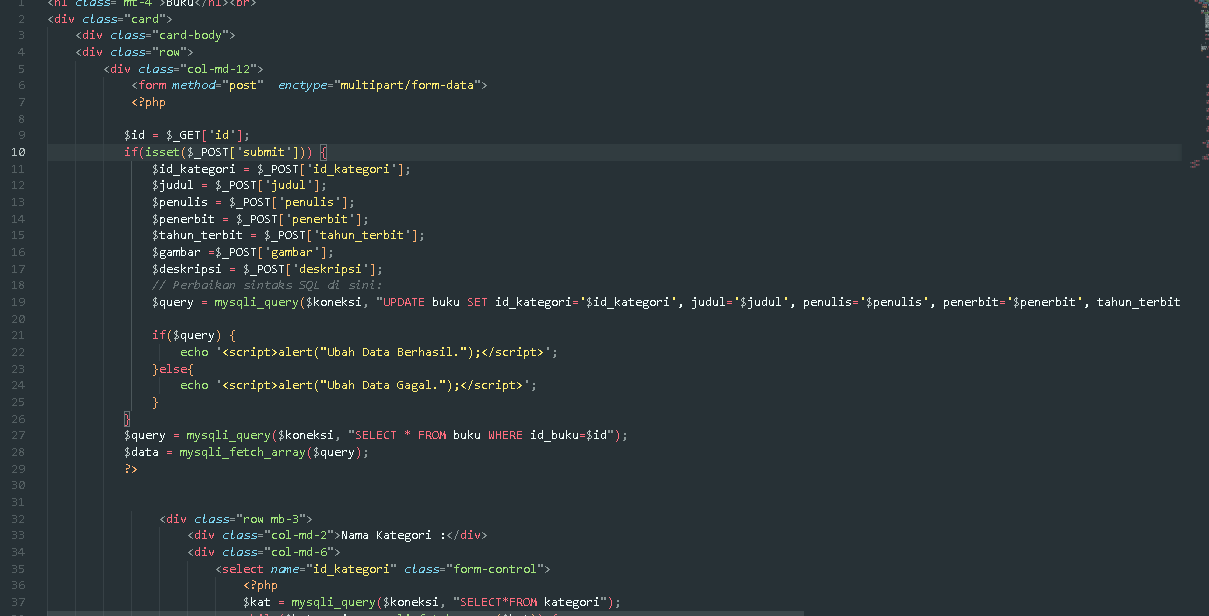 1 <h1 class="mt-4">Buku</h1><br>
2 <div class="card">
3 <div class="card-body">
4 <div class="row">
5 <div class="col-md-12">
6 <form method="post" enctype="multipart/form-data">
7 <?php
8
9 $id = $_GET['id'];
10 if(isset($_POST['submit'])) {
11 $id_kategori = $_POST['id_kategori'];
12 $judul = $_POST['judul'];
13 $penulis = $_POST['penulis'];
14 $penerbit = $_POST['penerbit'];
15 $tahun_terbit = $_POST['tahun_terbit'];
16 $gambar =$_POST['gambar'];
17 $deskripsi = $_POST['deskripsi'];
18 // Perbaikan sintaks SQL di sini:
19 $query = mysqli_query($koneksi, "UPDATE buku SET id_kategori='$id_kategori', judul='$judul', penulis='$penulis', penerbit='$penerbit', tahun_terbit
20
21 if($query) {
22 echo '<script>alert("Ubah Data Berhasil.");</script>';
23 }else{
24 echo '<script>alert("Ubah Data Gagal.");</script>';
25 }
26 }
27 $query = mysqli_query($koneksi, "SELECT * FROM buku WHERE id_buku=$id");
28 $data = mysqli_fetch_array($query);
29 ?>
30
31
32 <div class="row mb-3">
33 <div class="col-md-2">Nama Kategori :</div>
34 <div class="col-md-6">
35 <select name="id_kategori" class="form-control">
36 <?php
37 $kat = mysqli_query($koneksi, "SELECT*FROM kategori");